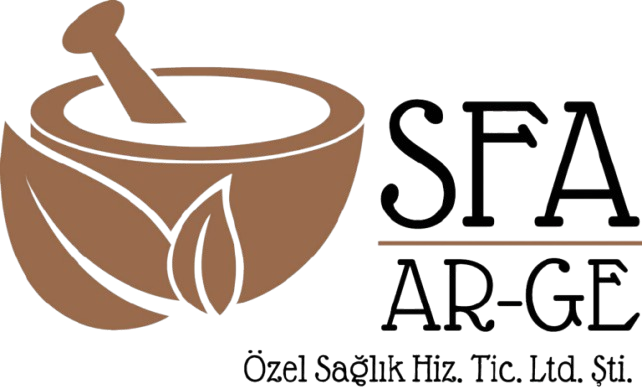 SFA
AR-GE
Özel Sağlık Hiz. Tic. Ltd. Şti.